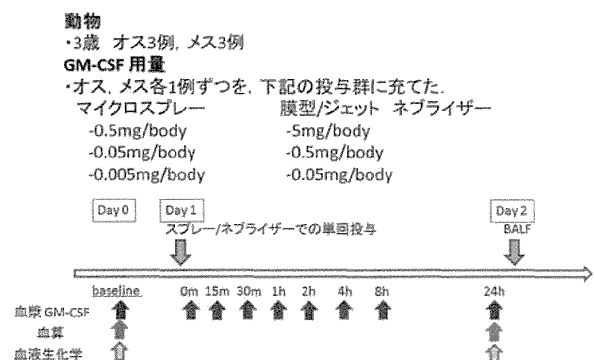 動物
・3歳 オス3例, メス3例
GM-CSF 用量
・オス, メス各1例ずつを, 下記の投与群に充てた.
マイクロスプレー 膜型/ジェット ネブライザー
-0.5mg/body -5mg/body
-0.05mg/body -0.5mg/body
-0.005mg/body -0.05mg/body
Day 0 Day 1 Day 2
スプレー/ネブライザーでの単回投与 BALF
baseline 0m 15m 30m 1h 2h 4h 8h 24h
血漿 GM-CSF
血算
血液生化学